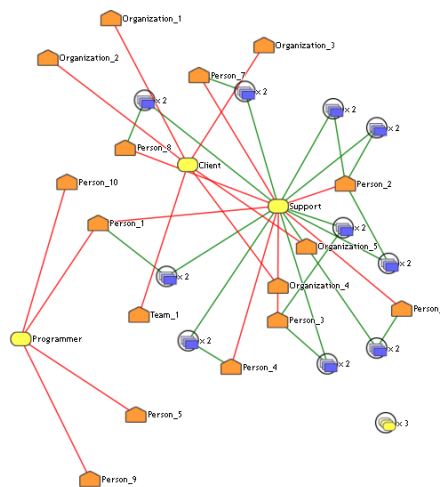 Organization_1
Organization_3
Organization_2
Person_7
x 2
x 2
x 2
x 2
Person_8
Client
Person_10
Person_2
Support
Person_1
x 2
Organization_5
x 2
x 2
Organization_4
Person_
Team_1
Person_3
Programmer
x 2
x 2
x 2
Person_4
Person_5
x 3
Person_9